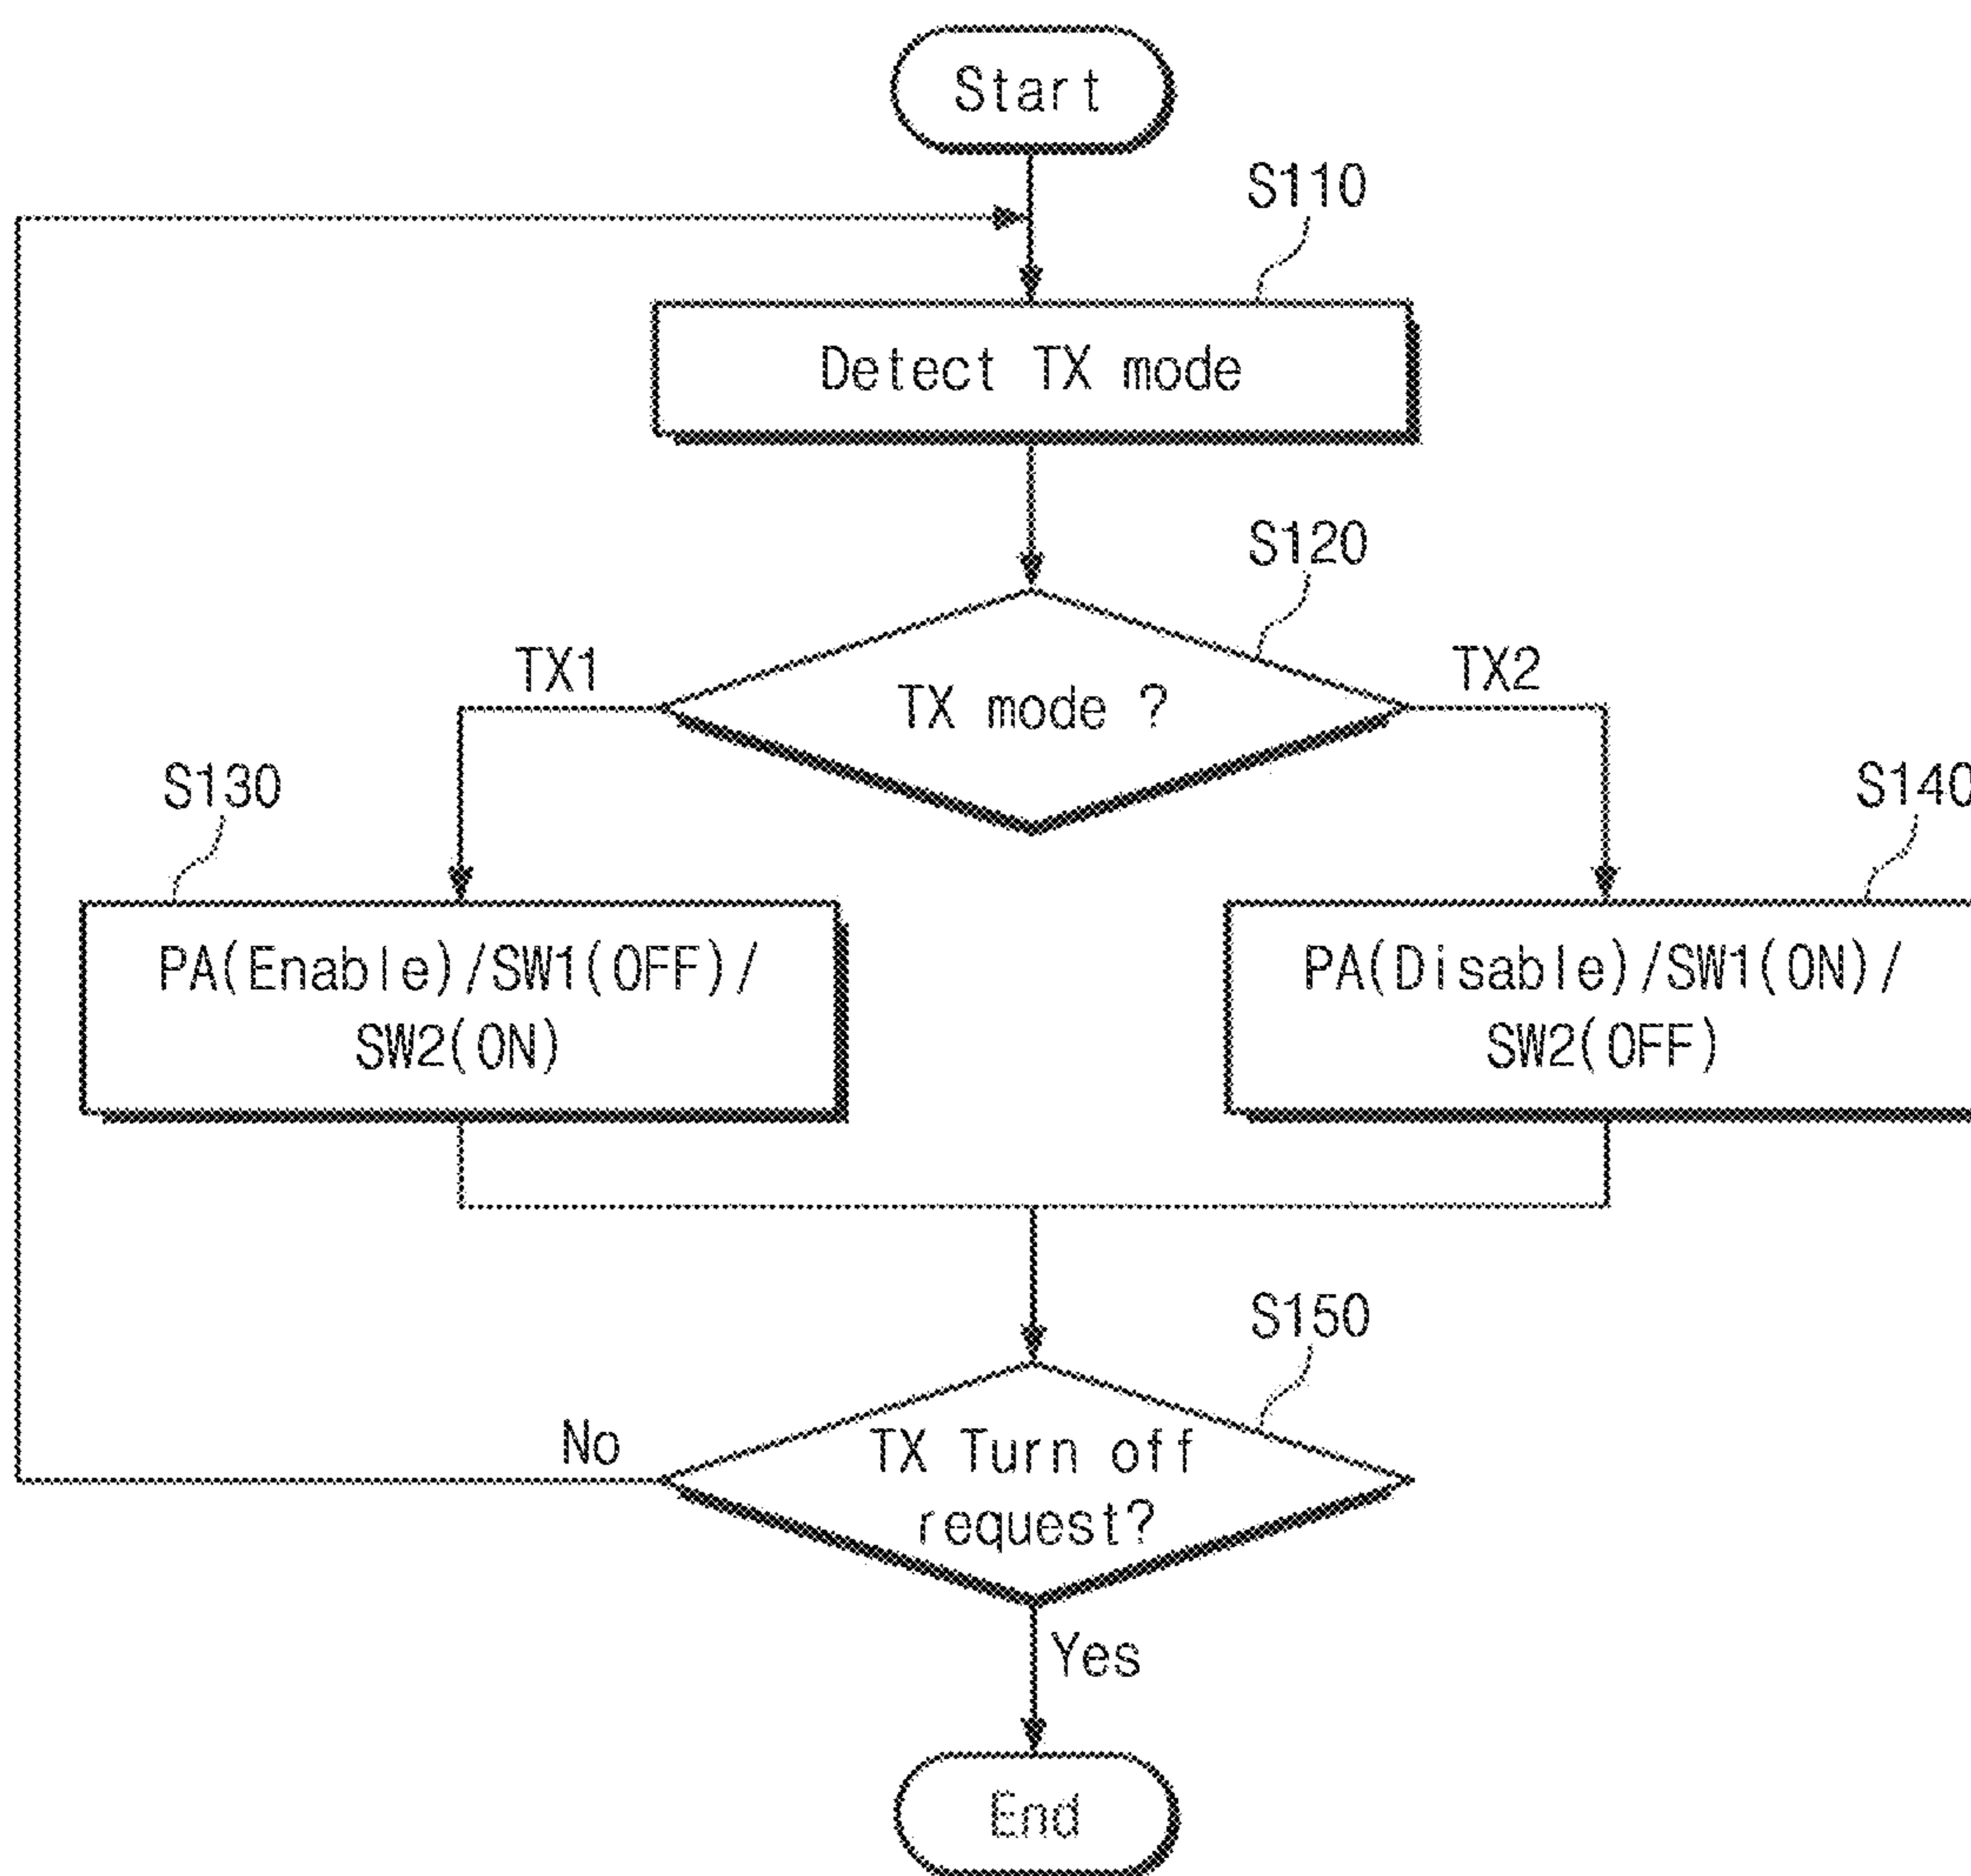 Start
S110
Detect TX mode
S120
TX1
TX mode ?
TX2
S130
S140
PA(Enable)/SW1(OFF)/
SW2(ON)
PA(Disable)/SW1(ON)/
SW2(OFF)
S150
No
TX Turn off
request?
Yes
End